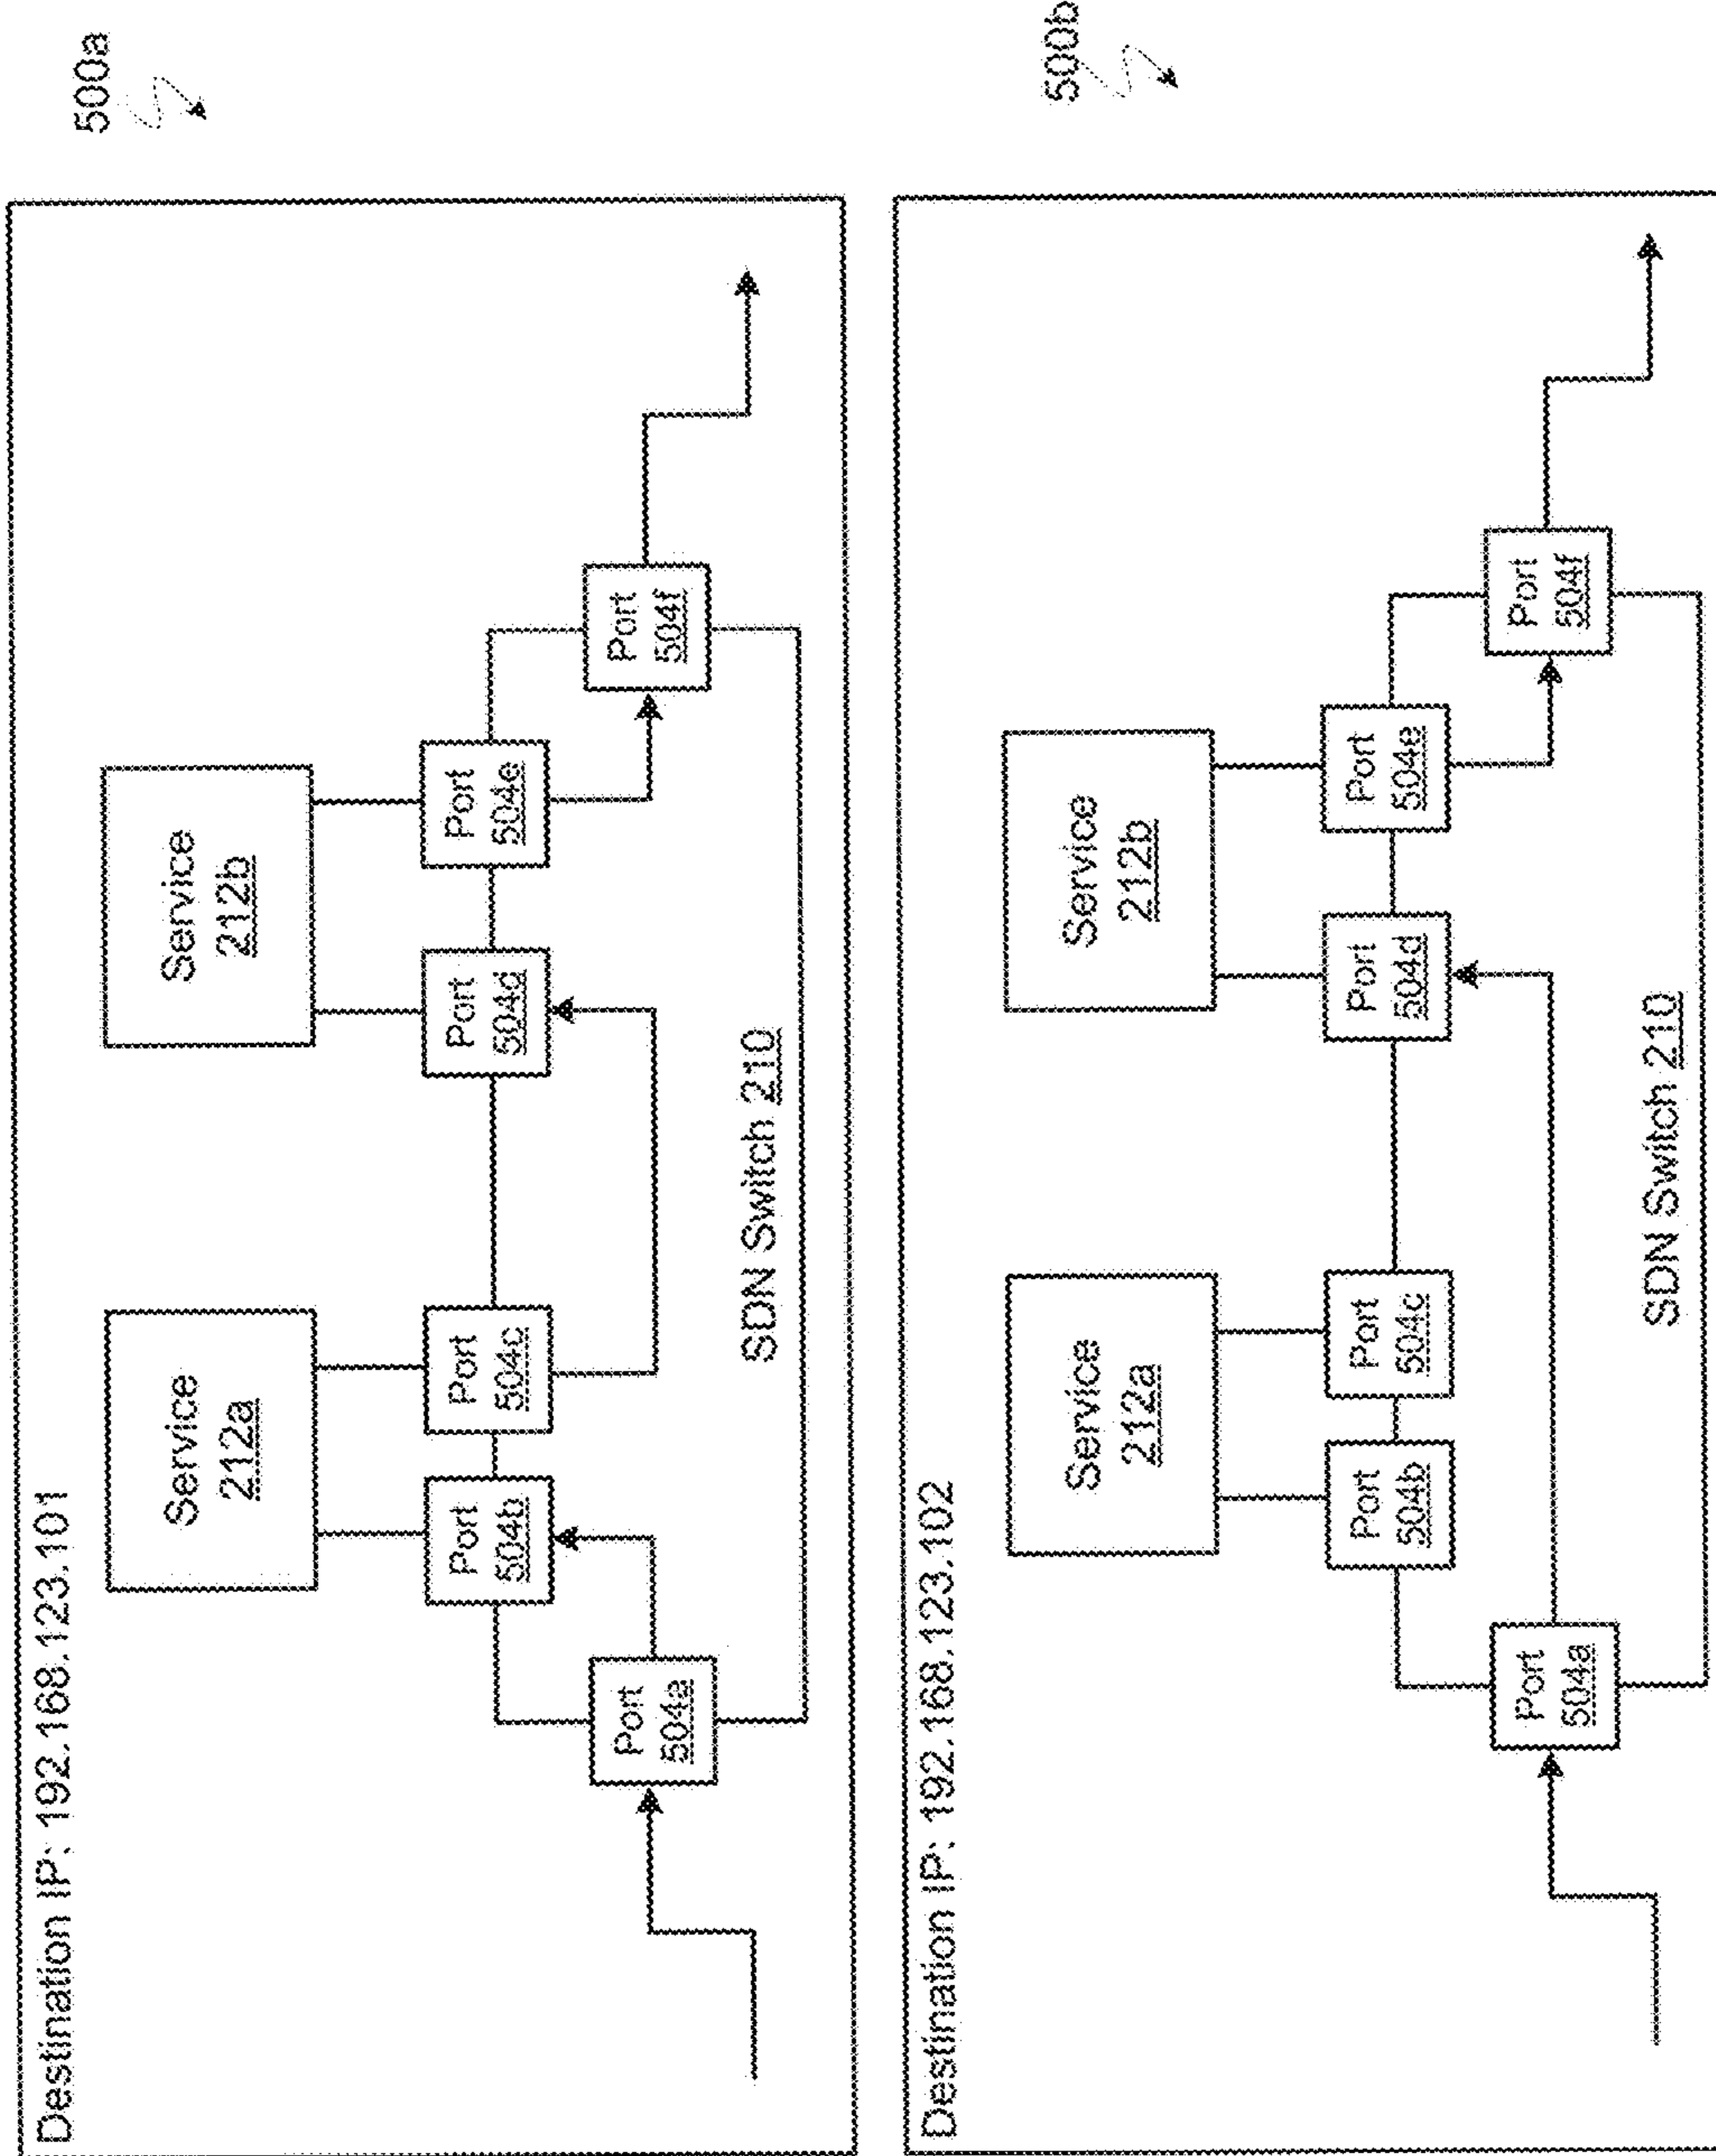 500a
Destination IP: 192.168.123.101
Service
212a
Service
212b
Port
504a
Port
504b
Port
504c
Port
504d
Port
504e
Port
504f
SDN Switch 210
500b
Destination IP: 192.168.123.102
Service
212a
Service
212b
Port
504a
Port
504b
Port
504c
Port
504d
Port
504e
Port
504f
SDN Switch 210